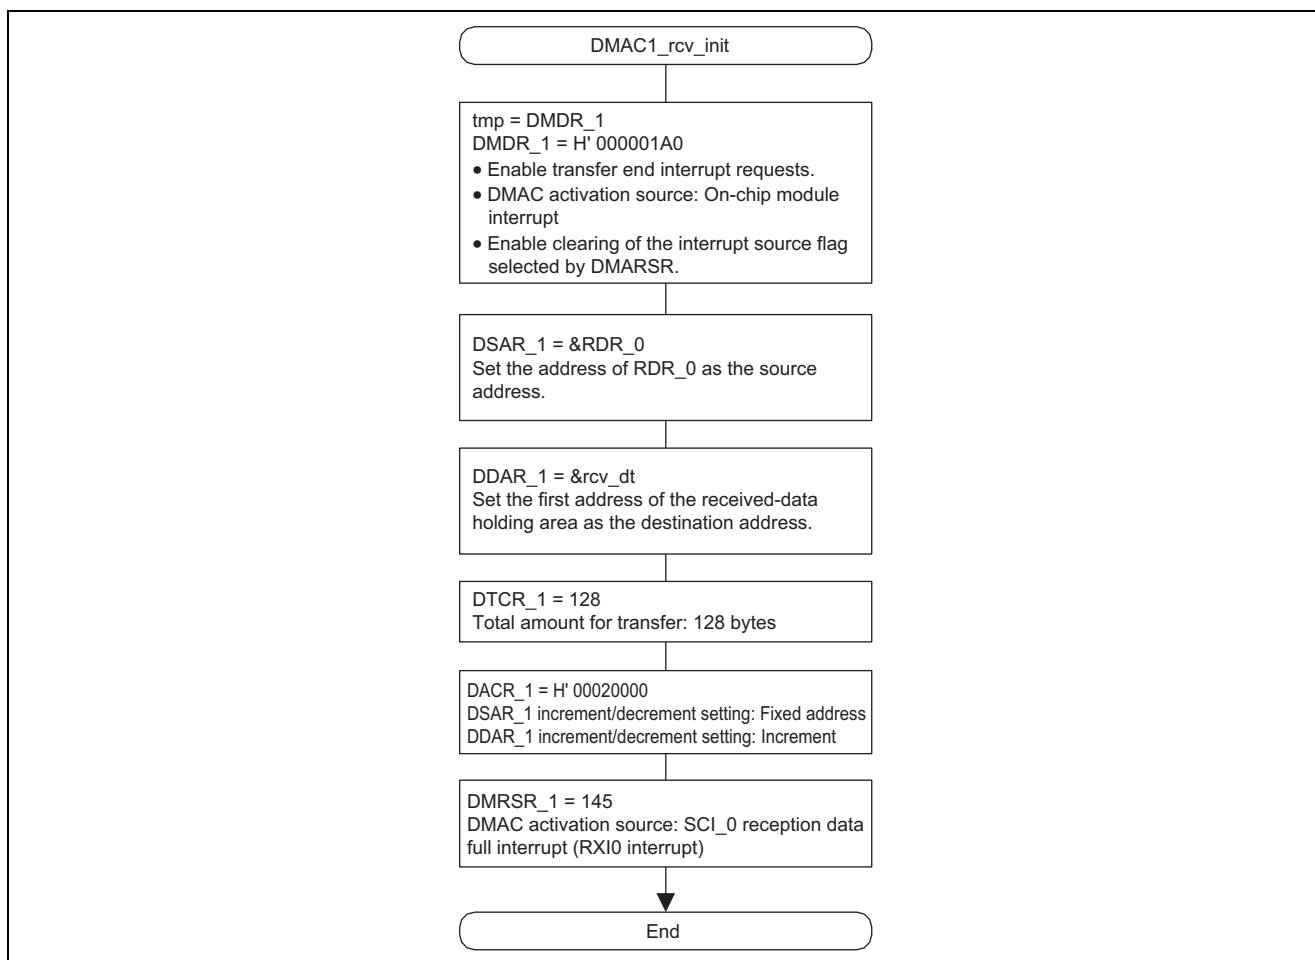 DMAC1_rcv_init
tmp = DMDR_1
DMDR_1 = H' 000001A0
• Enable transfer end interrupt requests.
• DMAC activation source: On-chip module
interrupt
• Enable clearing of the interrupt source flag
selected by DMARSR.
DSAR_1 = &RDR_0
Set the address of RDR_0 as the source
address.
DDAR_1 = &rcv_dt
Set the first address of the received-data
holding area as the destination address.
DTCR_1 = 128
Total amount for transfer: 128 bytes
DACR_1 = H' 00020000
DSAR_1 increment/decrement setting: Fixed address
DDAR_1 increment/decrement setting: Increment
DMRSR_1 = 145
DMAC activation source: SCI_0 reception data
full interrupt (RXI0 interrupt)
End